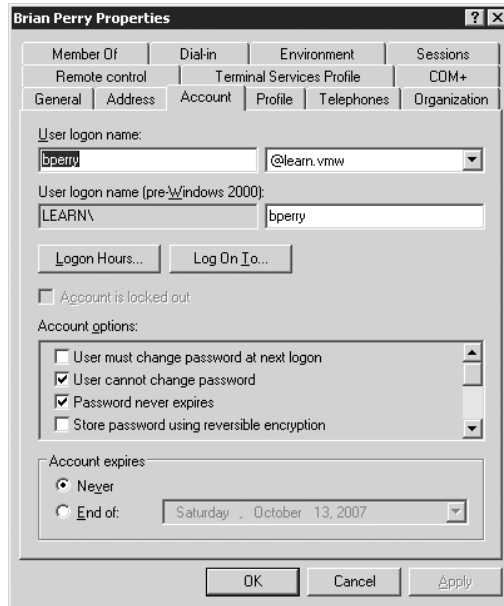 Brian Perry Properties
Member Of Dial-in Environment Sessions
Remote control Terminal Services Profile COM+
General Address Account Profile Telephones Organization
User logon name:
bperry @learn.vmw
User logon name (pre-Windows 2000):
LEARN\ bperry
Logon Hours... Log On To...
Account is locked out
Account options:
User must change password at next logon
User cannot change password
Password never expires
Store password using reversible encryption
Account expires
Never
End of: Saturday , October 13, 2007
OK Cancel Apply